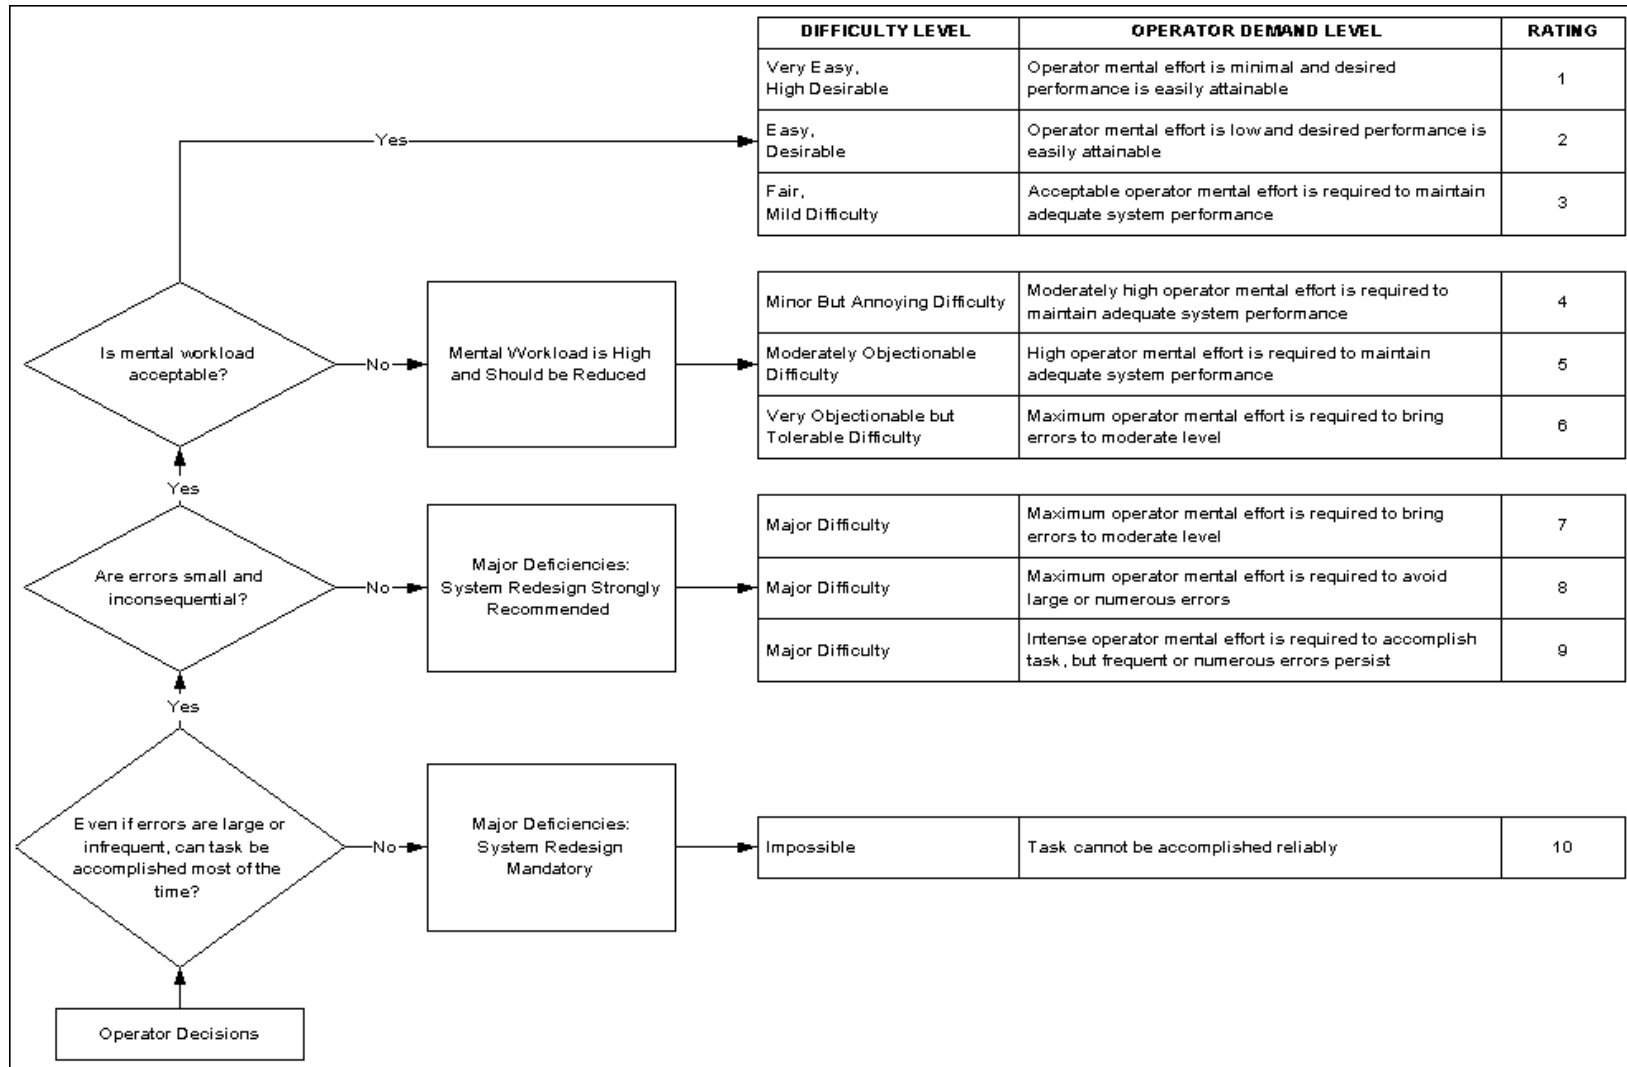 DIFFICULTY LEVEL
OPERATOR DEMAND LEVEL
RATING
Very Easy,
High Desirable
Operator mental effort is minimal and desired
performance is easily attainable
1
Yes
Easy,
Desirable
Operator mental effort is low and desired performance is
easily attainable
2
Fair,
Mild Difficulty
Acceptable operator mental effort is required to maintain
adequate system performance
3
Is mental workload
acceptable?
No
Mental Workload is High
and Should be Reduced
Minor But Annoying Difficulty
Moderately high operator mental effort is required to
maintain adequate system performance
4
Moderately Objectionable
Difficulty
High operator mental effort is required to maintain
adequate system performance
5
Very Objectionable but
Tolerable Difficulty
Maximum operator mental effort is required to bring
errors to moderate level
6
Yes
Are errors small and
inconsequential?
No
Major Deficiencies:
System Redesign Strongly
Recommended
Major Difficulty
Maximum operator mental effort is required to bring
errors to moderate level
7
Major Difficulty
Maximum operator mental effort is required to avoid
large or numerous errors
8
Major Difficulty
Intense operator mental effort is required to accomplish
task, but frequent or numerous errors persist
9
Yes
Even if errors are large or
infrequent, can task be
accomplished most of the
time?
No
Major Deficiencies:
System Redesign
Mandatory
Impossible
Task cannot be accomplished reliably
10
Operator Decisions